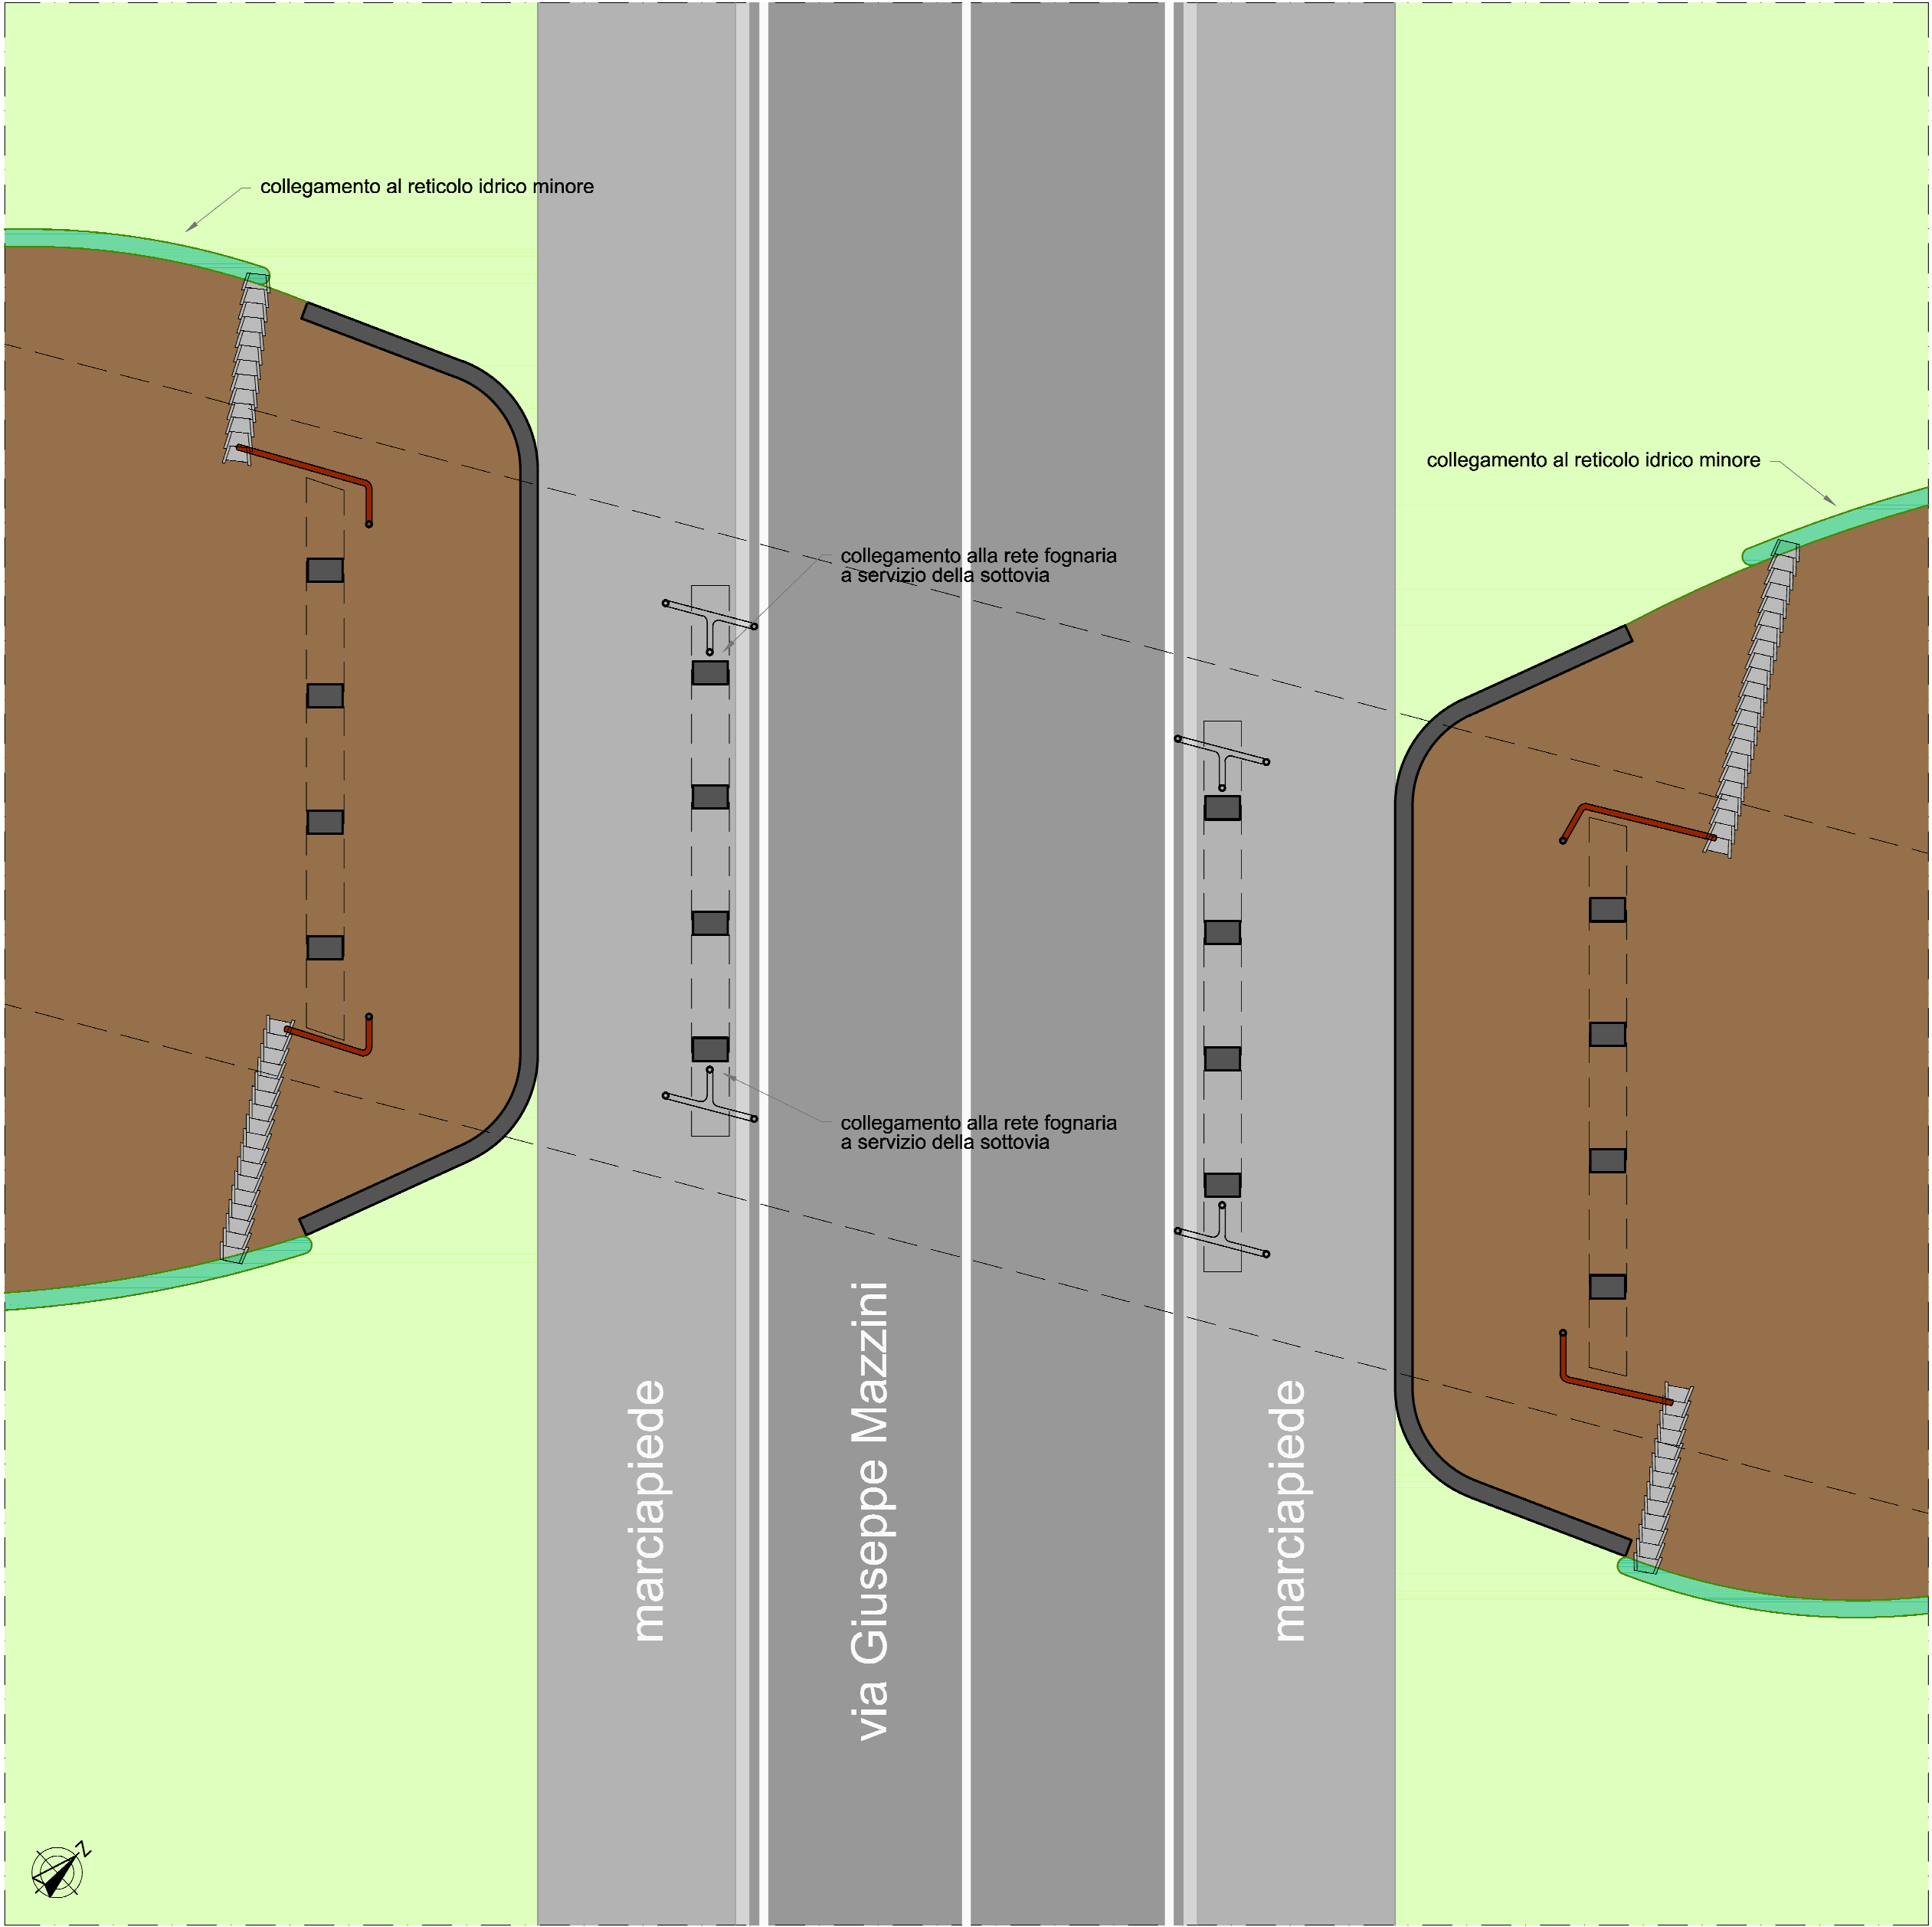 collegamento al reticolo idrico minore
collegamento al reticolo idrico minore
collegamento alla rete fognaria
a servizio della sottovia
collegamento alla rete fognaria
a servizio della sottovia
marciapiede
via Giuseppe Mazzini
marciapiede
N